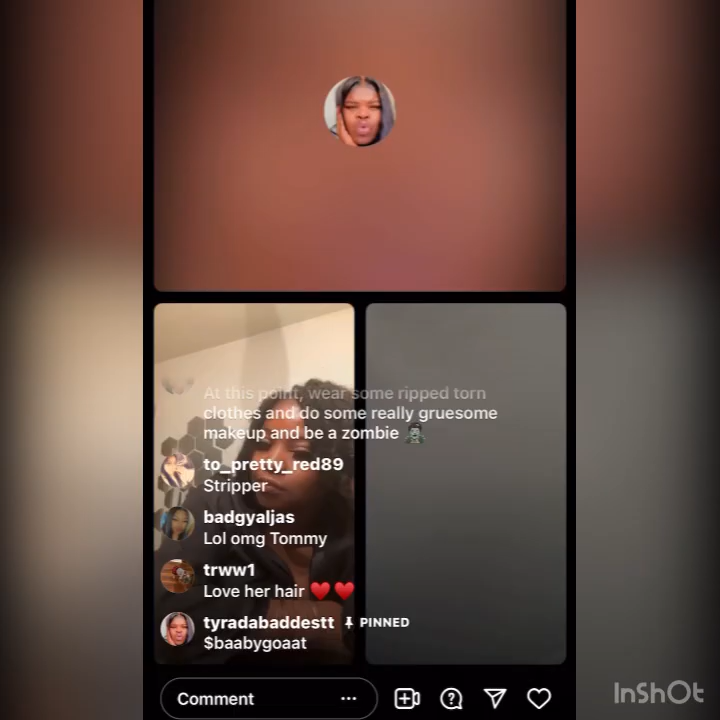 At this point, wear some ripped torn
clothes and do some really gruesome
makeup and be a zombie 🧟
to_pretty_red89
Stripper
badgyaljas
Lol omg Tommy
trww1
Love her hair ❤️❤️
tyradabaddestt PINNED
$baabygoaat
Comment ...
InShOt